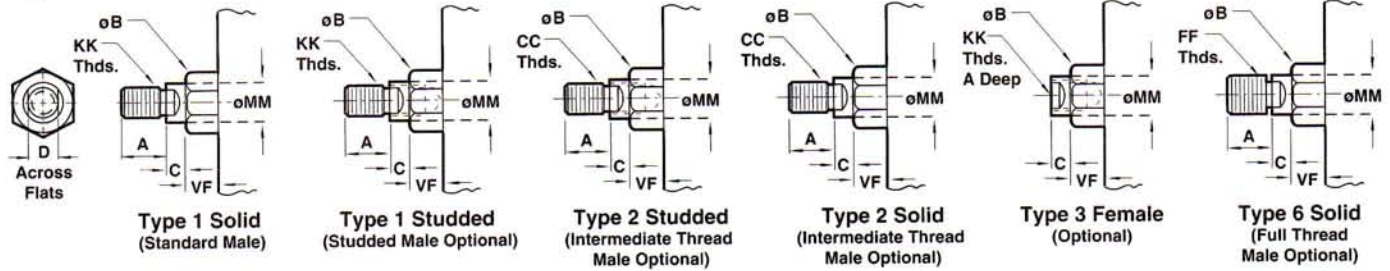 D
Across
Flats
øB
KK
Thds.
øMM
A
C
VF
Type 1 Solid
(Standard Male)
øB
KK
Thds.
øMM
A
C
VF
Type 1 Studded
(Studded Male Optional)
øB
CC
Thds.
øMM
A
C
VF
Type 2 Studded
(Intermediate Thread
Male Optional)
øB
CC
Thds.
øMM
A
C
VF
Type 2 Solid
(Intermediate Thread
Male Optional)
øB
KK
Thds.
A Deep
øMM
C
VF
Type 3 Female
(Optional)
øB
FF
Thds.
øMM
A
C
VF
Type 6 Solid
(Full Thread
Male Optional)